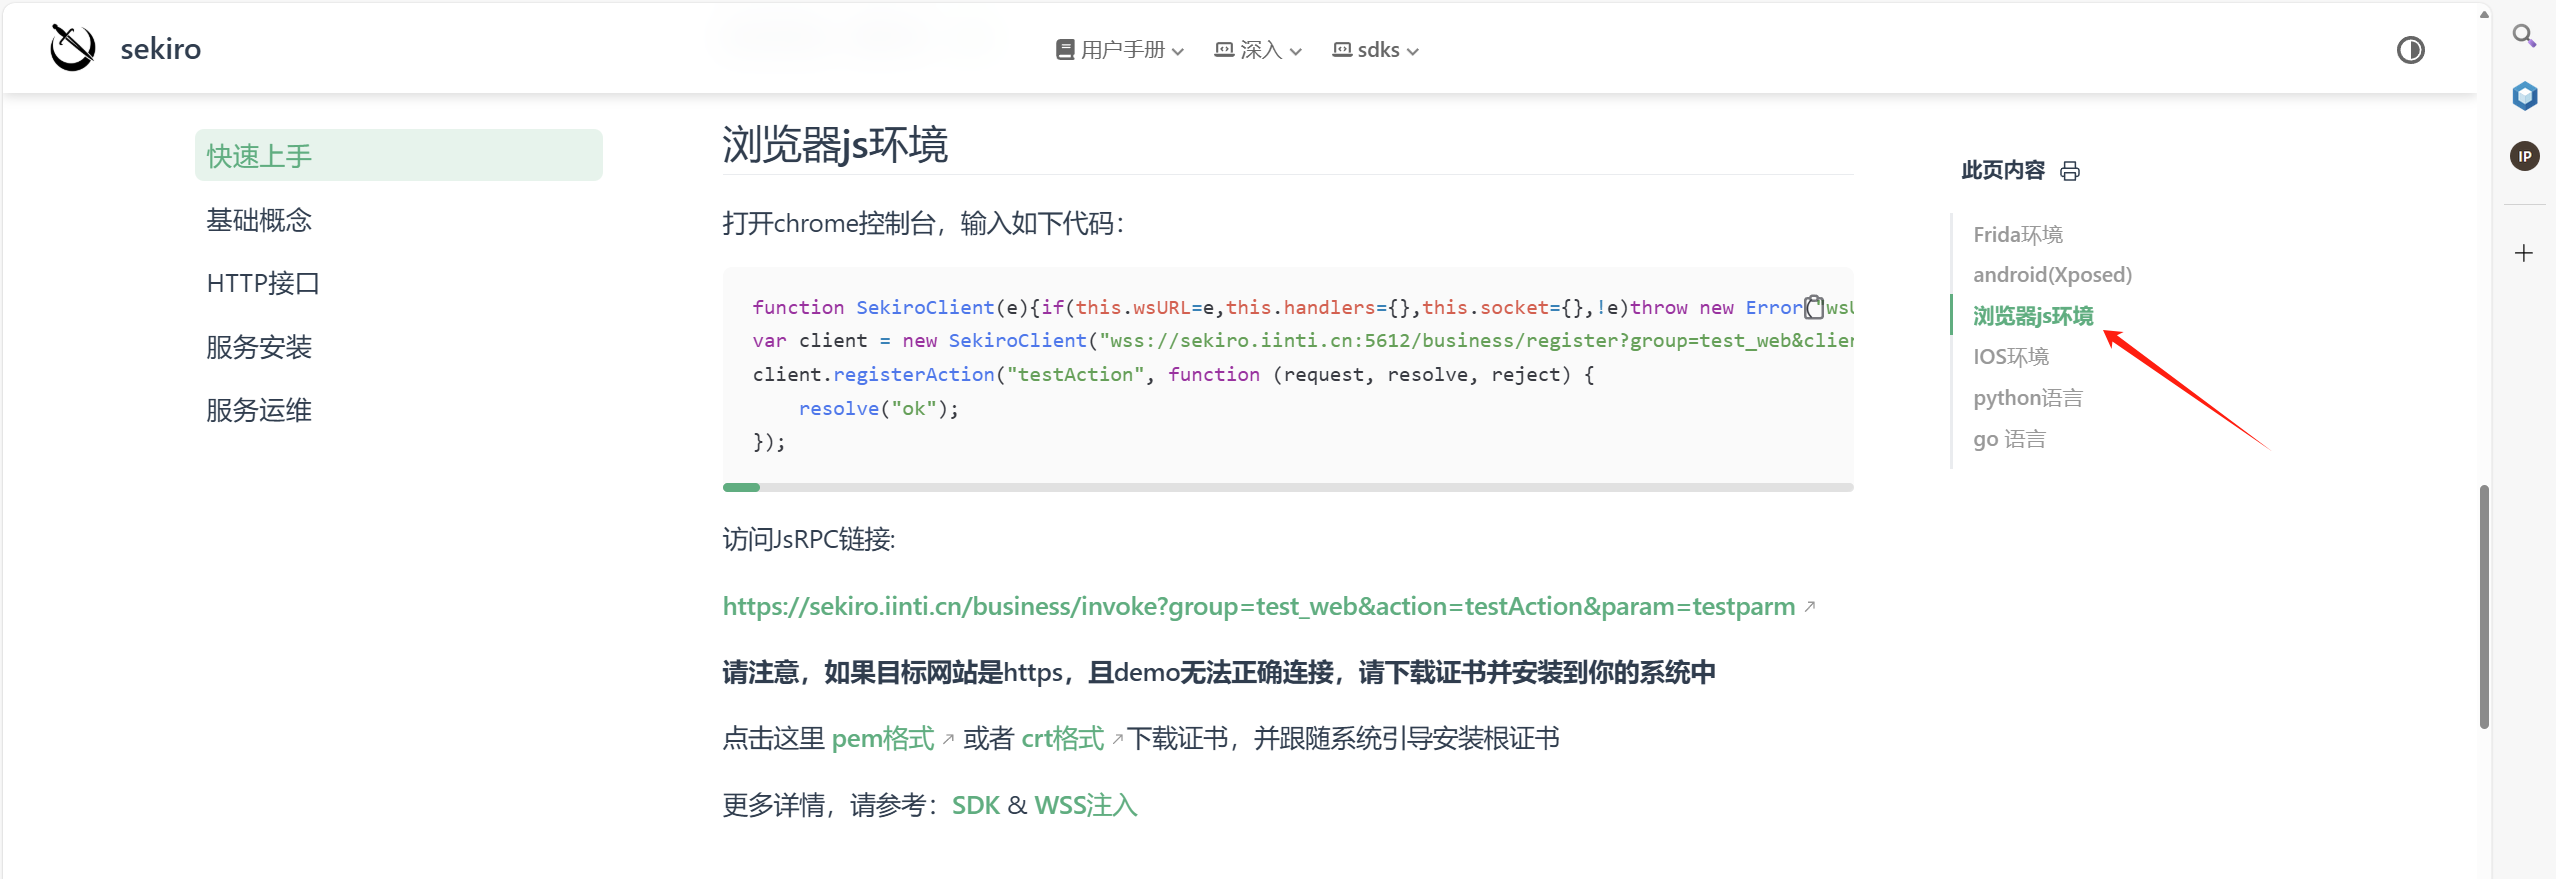 sekiro
用户手册
深入
sdks
快速上手
基础概念
HTTP接口
服务安装
服务运维
浏览器js环境
打开chrome控制台，输入如下代码：
function SekiroClient(e){if(this.wsURL=e,this.handlers={},this.socket={},!e)throw new Error(
var client = new SekiroClient("wss://sekiro.iinti.cn:5612/business/register?group=test_web&clien
client.registerAction("testAction", function (request, resolve, reject) {
resolve("ok");
});
访问JsRPC链接:
https://sekiro.iinti.cn/business/invoke?group=test_web&action=testAction&param=testparm
请注意，如果目标网站是https，且demo无法正确连接，请下载证书并安装到你的系统中
点击这里 pem格式 或者 crt格式 下载证书，并跟随系统引导安装根证书
更多详情，请参考：SDK & WSS注入
此页内容
Frida环境
android(Xposed)
浏览器js环境
IOS环境
python语言
go 语言
IP